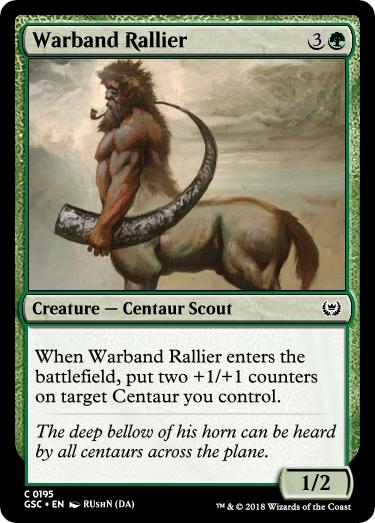 Warband Rallier 3
Creature — Centaur Scout
When Warband Rallier enters the
battlefield, put two +1/+1 counters
on target Centaur you control.
The deep bellow of his horn can be heard
by all centaurs across the plane.
1/2
C 0195
GSC • EN RUshN (DA)
™ & © 2018 Wizards of the Coast